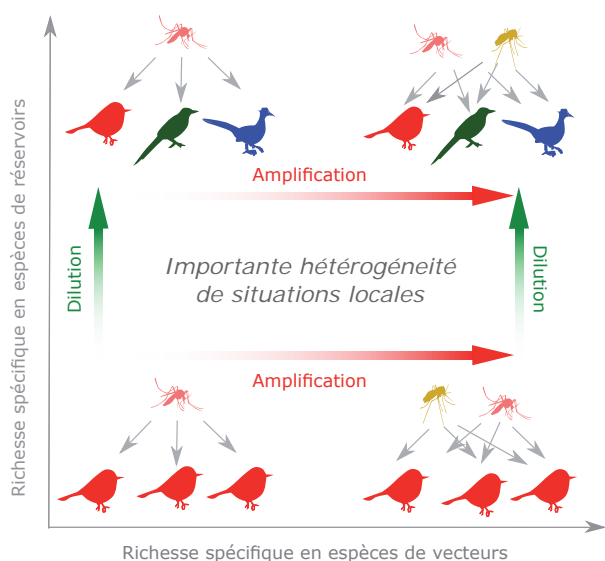 Richesse spécifique en espèces de réservoirs
Amplification
Dilution
Importante hétérogénéité
de situations locales
Dilution
Amplification
Richesse spécifique en espèces de vecteurs